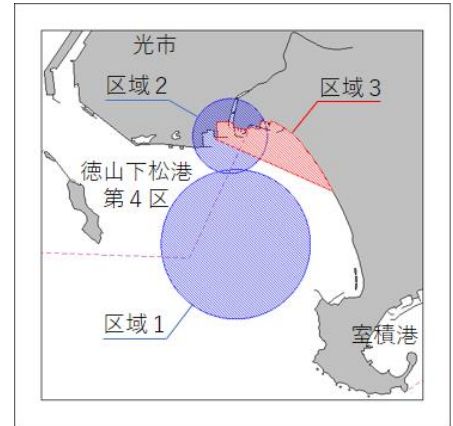 光市
区域２
区域３
徳山下松港
第４区
区域１
室積港